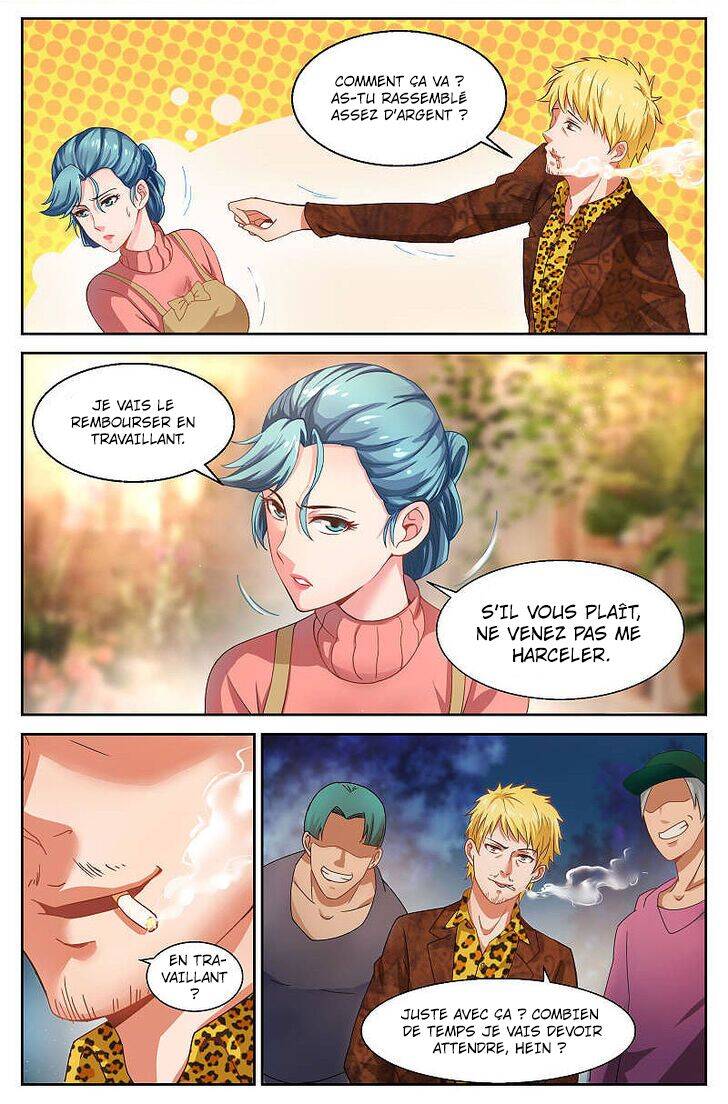 COMMENT ÇA VA ?
AS-TU RASSEMBLÉ
ASSEZ D'ARGENT ?
JE VAIS LE
REMBOURSER EN
TRAVAILLANT.
S'IL VOUS PLAÎT,
NE VENEZ PAS ME
HARCELER.
EN TRA-
VAILLANT
?
JUSTE AVEC ÇA ? COMBIEN
DE TEMPS JE VAIS DEVOIR
ATTENDRE, HEIN ?